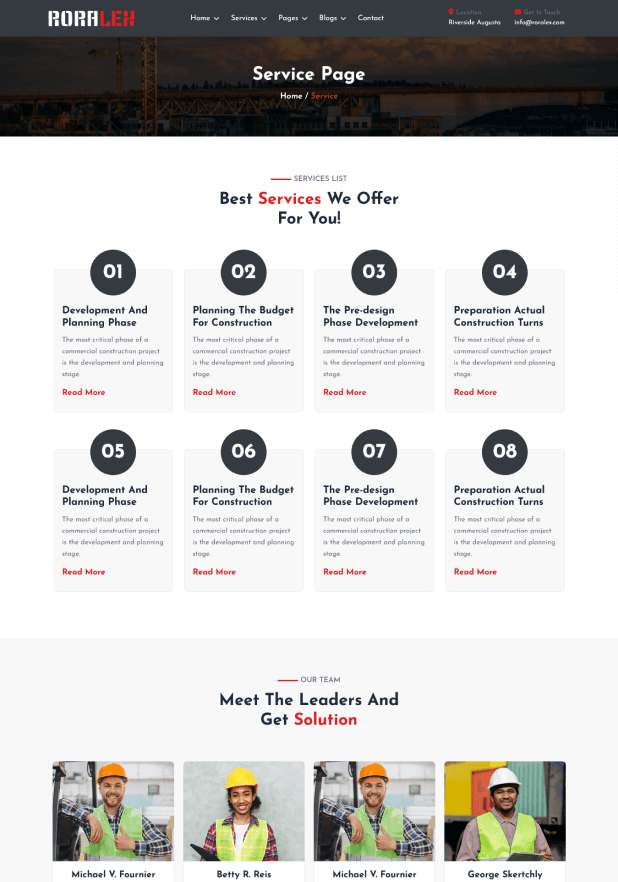 RORALEX
Home Services Pages Blogs Contact
Location
Riverside Augusta
Get In Touch
info@roralex.com
Service Page
Home / Service
SERVICES LIST
Best Services We Offer
For You!
01
Development And
Planning Phase
The most critical phase of a
commercial construction project
is the development and planning
stage.
Read More
02
Planning The Budget
For Construction
The most critical phase of a
commercial construction project
is the development and planning
stage.
Read More
03
The Pre-design
Phase Development
The most critical phase of a
commercial construction project
is the development and planning
stage.
Read More
04
Preparation Actual
Construction Turns
The most critical phase of a
commercial construction project
is the development and planning
stage.
Read More
05
Development And
Planning Phase
The most critical phase of a
commercial construction project
is the development and planning
stage.
Read More
06
Planning The Budget
For Construction
The most critical phase of a
commercial construction project
is the development and planning
stage.
Read More
07
The Pre-design
Phase Development
The most critical phase of a
commercial construction project
is the development and planning
stage.
Read More
08
Preparation Actual
Construction Turns
The most critical phase of a
commercial construction project
is the development and planning
stage.
Read More
OUR TEAM
Meet The Leaders And
Get Solution
Michael V. Fournier
Betty R. Reis
Michael V. Fournier
George Skertchly